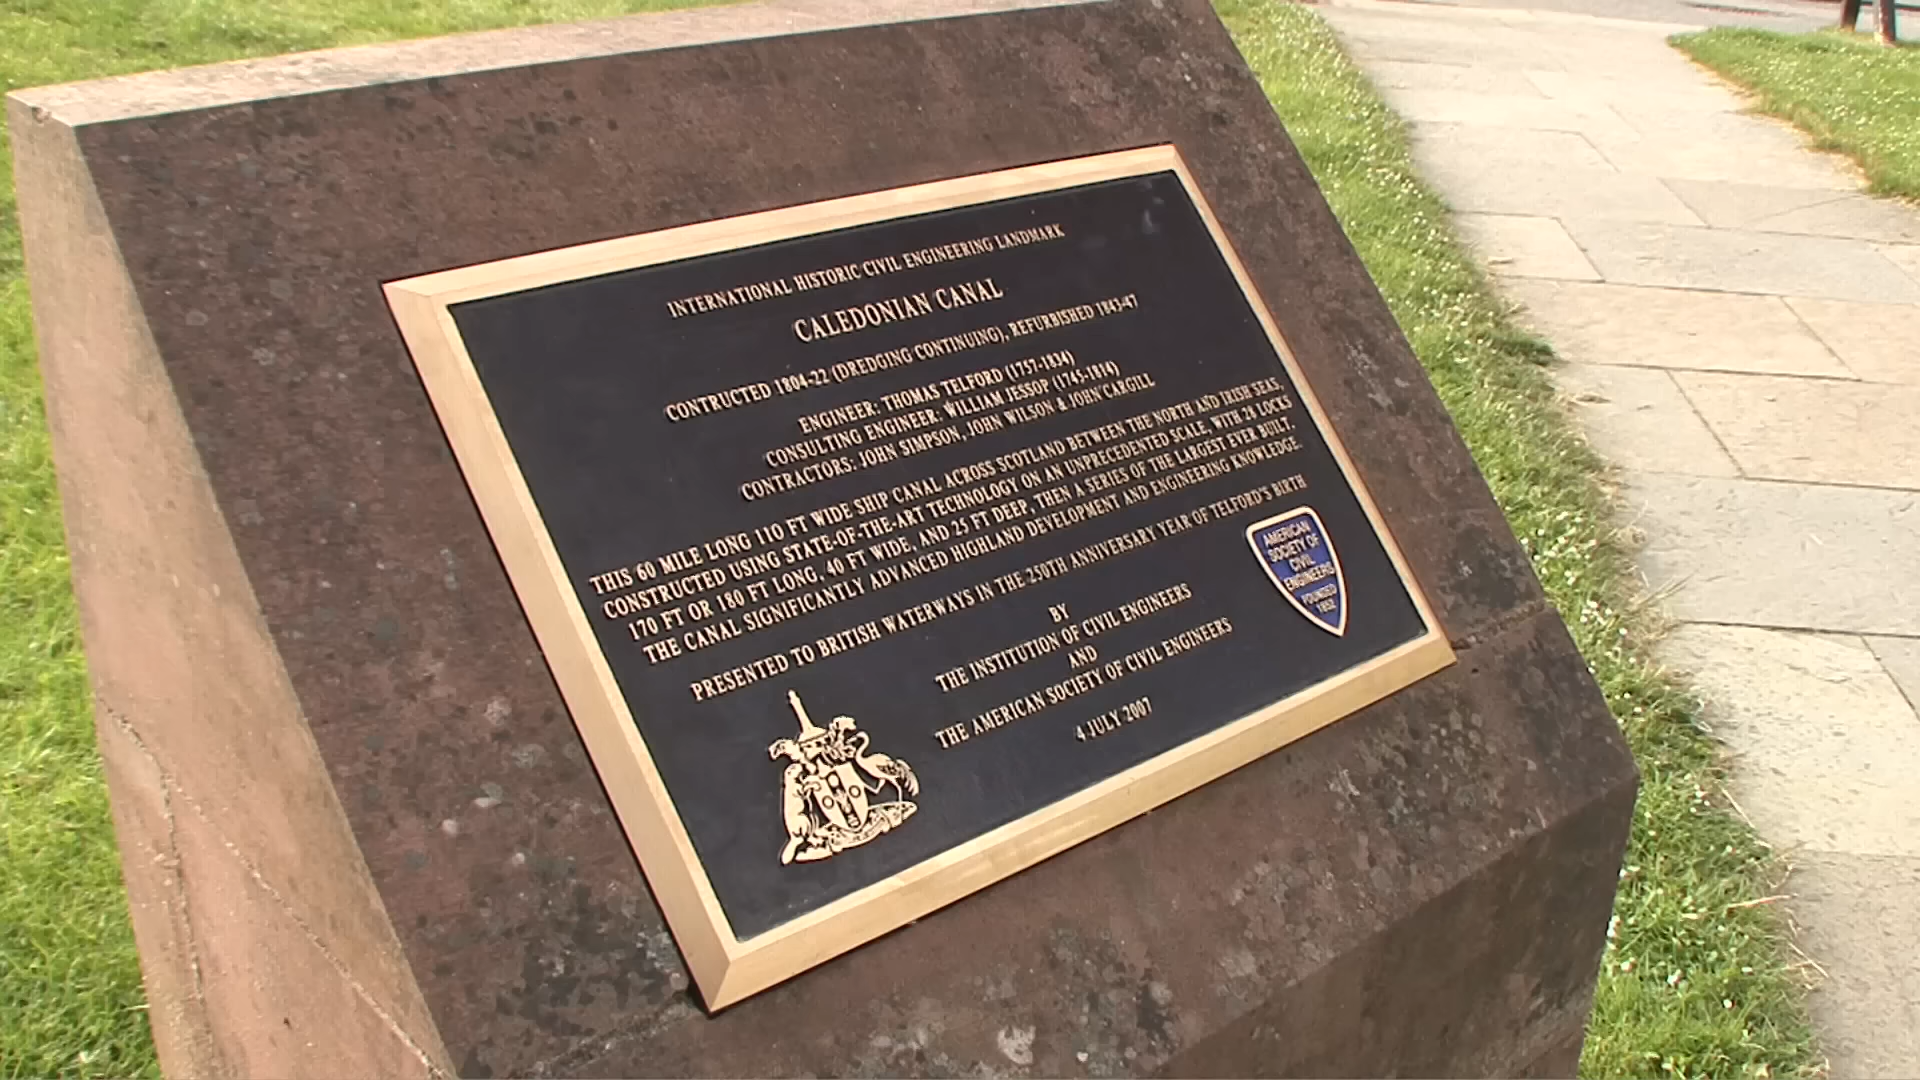 INTERNATIONAL HISTORIC CIVIL ENGINEERING LANDMARK
CALEDONIAN CANAL
CONTRUCTED 1804-22 (DREDGING CONTINUING), REFURBISHED 1843-47
ENGINEER: THOMAS TELFORD (1757-1834)
CONSULTING ENGINEER: WILLIAM JESSOP (1745-1814)
CONTRACTORS: JOHN SIMPSON, JOHN WILSON & JOHN CARGILL
THIS 60 MILE LONG 110 FT WIDE SHIP CANAL ACROSS SCOTLAND BETWEEN THE NORTH AND IRISH SEAS,
CONSTRUCTED USING STATE-OF-THE-ART TECHNOLOGY ON AN UNPRECEDENTED SCALE, WITH 28 LOCKS
170 FT OR 180 FT LONG, 40 FT WIDE, AND 25 FT DEEP, THEN A SERIES OF THE LARGEST EVER BUILT.
THE CANAL SIGNIFICANTLY ADVANCED HIGHLAND DEVELOPMENT AND ENGINEERING KNOWLEDGE.
PRESENTED TO BRITISH WATERWAYS IN THE 250TH ANNIVERSARY YEAR OF TELFORD'S BIRTH
BY
THE INSTITUTION OF CIVIL ENGINEERS
AND
THE AMERICAN SOCIETY OF CIVIL ENGINEERS
4 JULY 2007
AMERICAN
SOCIETY OF
CIVIL
ENGINEERS
FOUNDED
1852